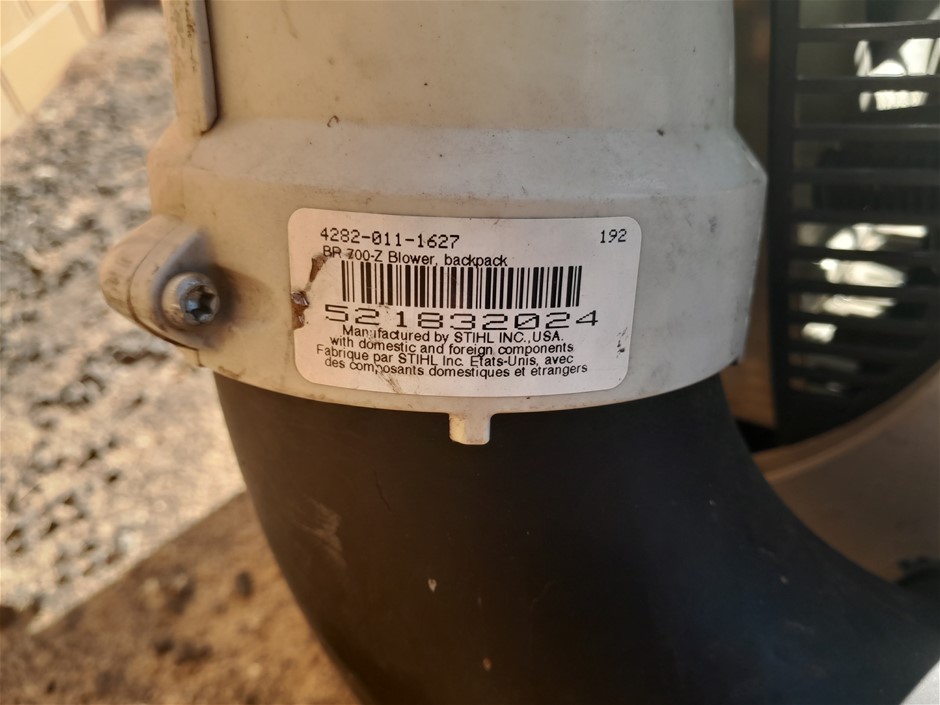 4282-011-1627 192
BR 700-Z Blower, backpack
521832024
Manufactured by STIHL INC.,USA.
with domestic and foreign components
Fabrique par STIHL Inc. Etats-Unis, avec
des composants domestiques et etrangers